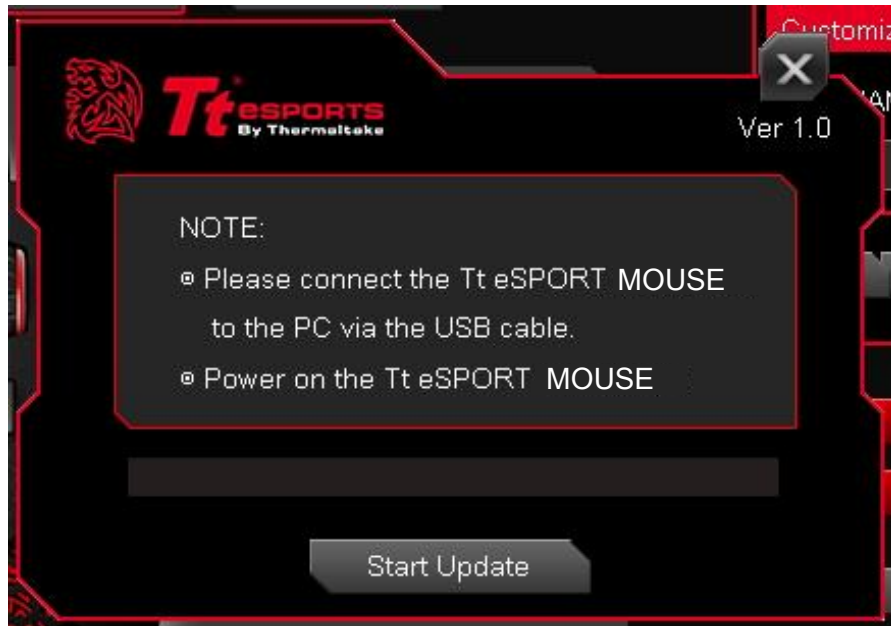 Customiz
Tt eSPORTS
By Thermaltake
Ver 1.0
NOTE:
Please connect the Tt eSPORT MOUSE
to the PC via the USB cable.
Power on the Tt eSPORT MOUSE
Start Update